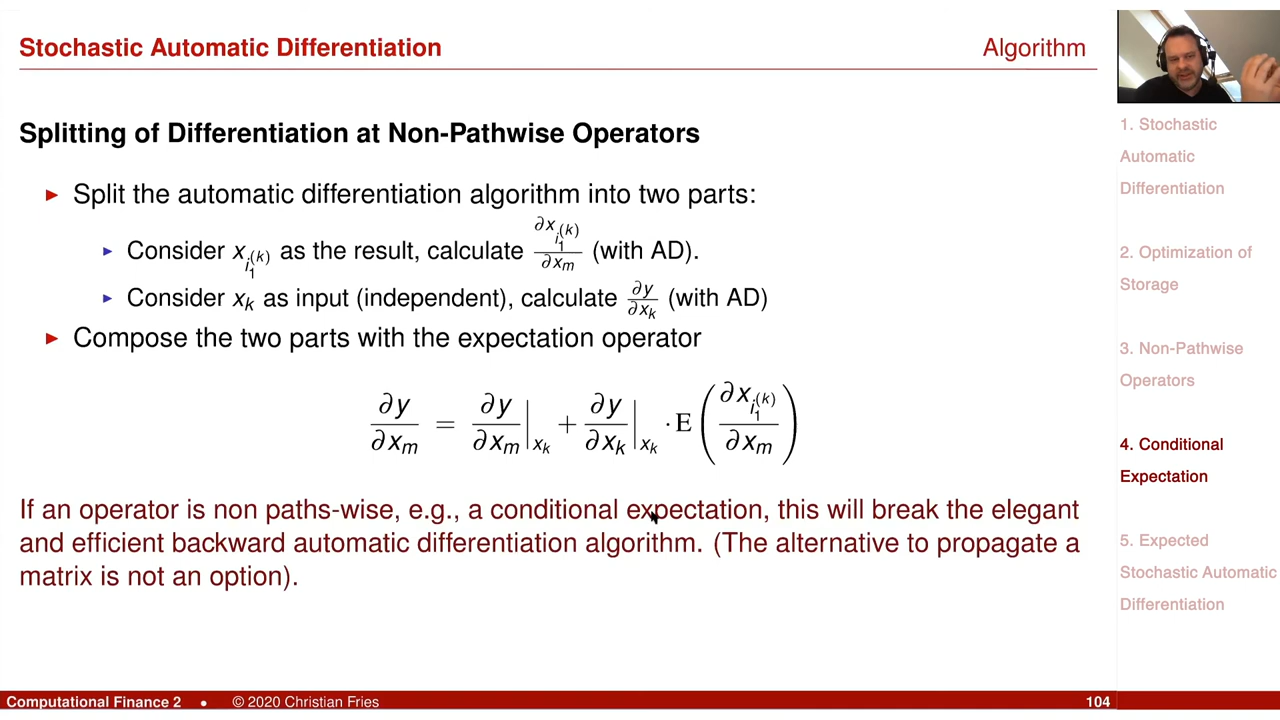 Stochastic Automatic Differentiation
Algorithm
Splitting of Differentiation at Non-Pathwise Operators
► Split the automatic differentiation algorithm into two parts:
► Consider x_{i_1^{(k)}} as the result, calculate ∂x_{i_1^{(k)}}/∂x_m (with AD).
► Consider x_k as input (independent), calculate ∂y/∂x_k (with AD)
► Compose the two parts with the expectation operator
∂y/∂x_m = ∂y/∂x_m |_{x_k} + ∂y/∂x_k |_{x_k} · E(∂x_{i_1^{(k)}}/∂x_m)
If an operator is non paths-wise, e.g., a conditional expectation, this will break the elegant
and efficient backward automatic differentiation algorithm. (The alternative to propagate a
matrix is not an option).
1. Stochastic
Automatic
Differentiation
2. Optimization of
Storage
3. Non-Pathwise
Operators
4. Conditional
Expectation
5. Expected
Stochastic Automatic
Differentiation
Computational Finance 2 • © 2020 Christian Fries
104